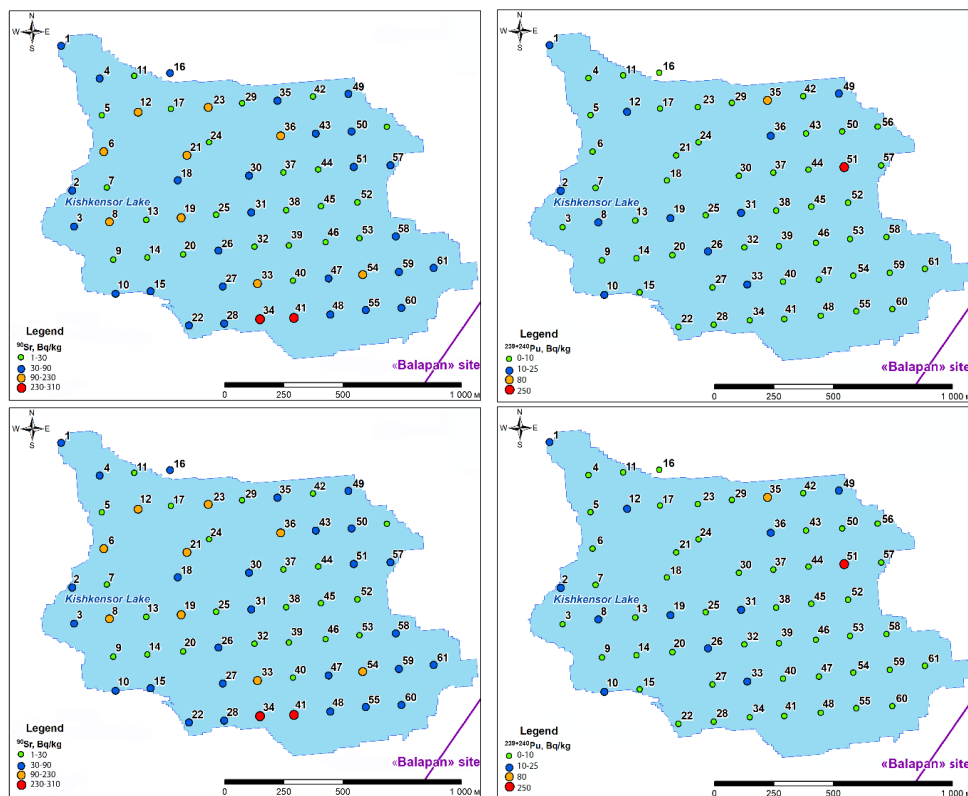 N
W E
S
1
4 11 16
5 12 17 23 29 35 42 49
6 21 24 36 43 50
2 7 18 30 37 44 51 57
Kishkensor Lake
3 8 13 19 25 31 38 45 52
9 14 20 26 32 39 46 53 58
10 15 27 33 40 47 54 59 61
22 28 34 41 48 55 60
Legend
⁹⁰Sr, Bq/kg
1-30
30-90
90-230
230-310
«Balapan» site
0 250 500 1 000 м
1
4 11 16
5 12 17 23 29 35 42 49
6 21 24 36 43 50 56
2 7 18 30 37 44 51 57
Kishkensor Lake
3 8 13 19 25 31 38 45 52
9 14 20 26 32 39 46 53 58
10 15 27 33 40 47 54 59 61
22 28 34 41 48 55 60
N
W E
S
Legend
²³⁹⁺²⁴⁰Pu, Bq/kg
0-10
10-25
80
250
«Balapan» site
0 250 500 1 000 м
N
W E
S
1
4 11 16
5 12 17 23 29 35 42 49
6 21 24 36 43 50
2 7 18 30 37 44 51 57
Kishkensor Lake
3 8 13 19 25 31 38 45 52
9 14 20 26 32 39 46 53 58
10 15 27 33 40 47 54 59 61
22 28 34 41 48 55 60
Legend
⁹⁰Sr, Bq/kg
1-30
30-90
90-230
230-310
«Balapan» site
0 250 500 1 000 м
N
W E
S
1
4 11 16
5 12 17 23 29 35 42 49
6 21 24 36 43 50 56
2 7 18 30 37 44 51 57
Kishkensor Lake
3 8 13 19 25 31 38 45 52
9 14 20 26 32 39 46 53 58
10 15 27 33 40 47 54 59 61
22 28 34 41 48 55 60
Legend
²³⁹⁺²⁴⁰Pu, Bq/kg
0-10
10-25
80
250
«Balapan» site
0 250 500 1 000 м